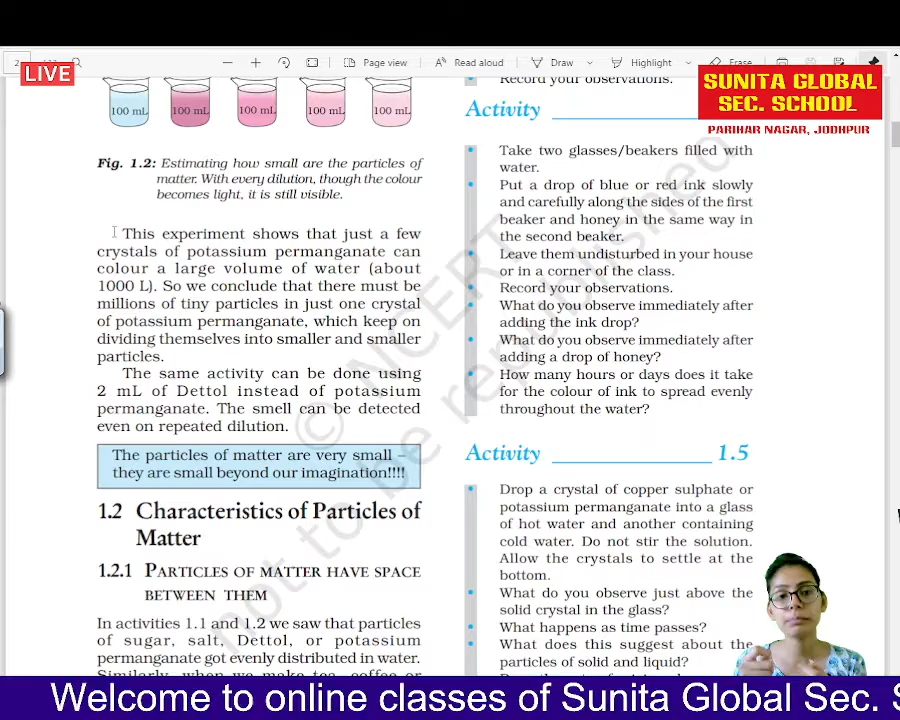 2
Page view
Read aloud
Draw
Highlight
Erase
LIVE
SUNITA GLOBAL
SEC. SCHOOL
PARIHAR NAGAR, JODHPUR
100 mL
100 mL
100 mL
100 mL
100 mL
Fig. 1.2: Estimating how small are the particles of
matter. With every dilution, though the colour
becomes light, it is still visible.
This experiment shows that just a few
crystals of potassium permanganate can
colour a large volume of water (about
1000 L). So we conclude that there must be
millions of tiny particles in just one crystal
of potassium permanganate, which keep on
dividing themselves into smaller and smaller
particles.
The same activity can be done using
2 mL of Dettol instead of potassium
permanganate. The smell can be detected
even on repeated dilution.
The particles of matter are very small –
they are small beyond our imagination!!!!
1.2 Characteristics of Particles of
Matter
1.2.1 PARTICLES OF MATTER HAVE SPACE
BETWEEN THEM
In activities 1.1 and 1.2 we saw that particles
of sugar, salt, Dettol, or potassium
permanganate got evenly distributed in water.
Similarly, when we make tea, coffee or
Record your observations.
Activity
Take two glasses/beakers filled with
water.
Put a drop of blue or red ink slowly
and carefully along the sides of the first
beaker and honey in the same way in
the second beaker.
Leave them undisturbed in your house
or in a corner of the class.
Record your observations.
What do you observe immediately after
adding the ink drop?
What do you observe immediately after
adding a drop of honey?
How many hours or days does it take
for the colour of ink to spread evenly
throughout the water?
Activity 1.5
Drop a crystal of copper sulphate or
potassium permanganate into a glass
of hot water and another containing
cold water. Do not stir the solution.
Allow the crystals to settle at the
bottom.
What do you observe just above the
solid crystal in the glass?
What happens as time passes?
What does this suggest about the
particles of solid and liquid?
© NCERT
not to be republished
Welcome to online classes of Sunita Global Sec.